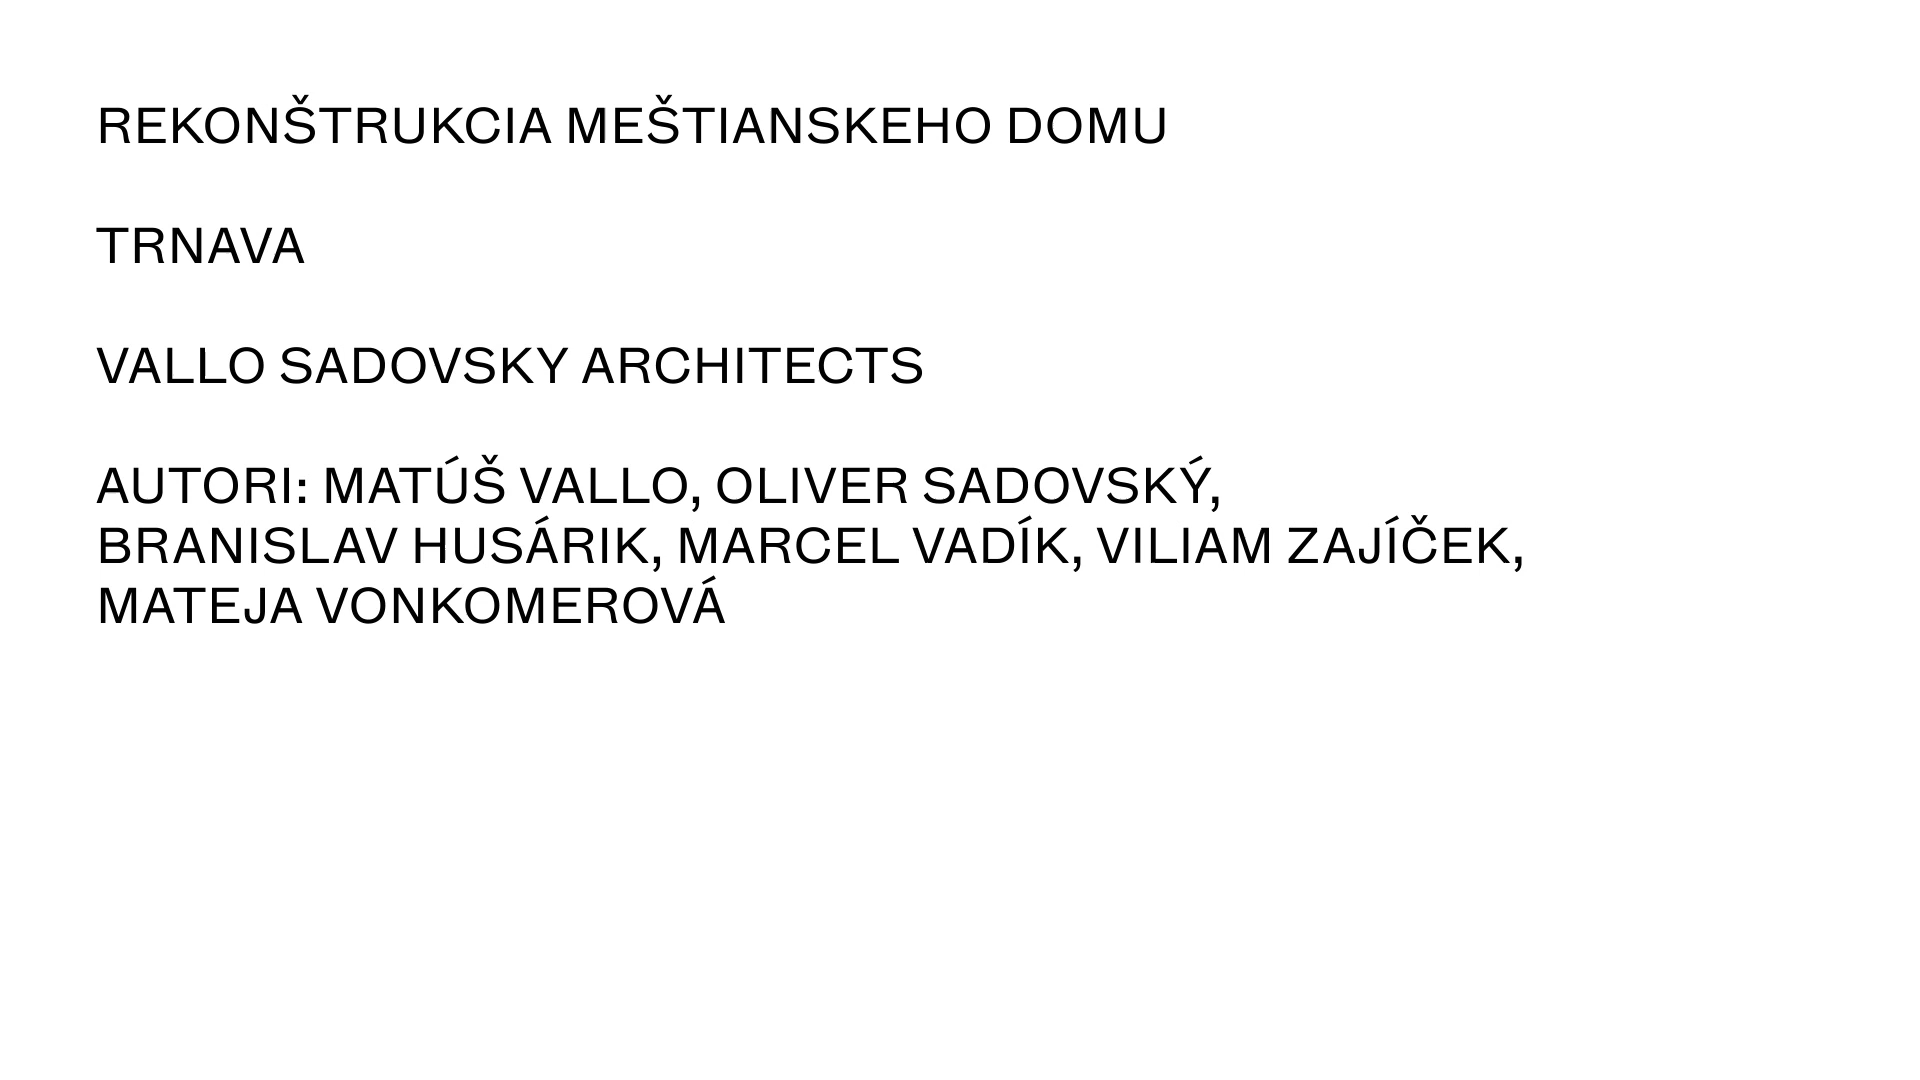 REKONŠTRUKCIA MEŠTIANSKEHO DOMU
TRNAVA
VALLO SADOVSKY ARCHITECTS
AUTORI: MATÚŠ VALLO, OLIVER SADOVSKÝ,
BRANISLAV HUSÁRIK, MARCEL VADÍK, VILIAM ZAJÍČEK,
MATEJA VONKOMEROVÁ